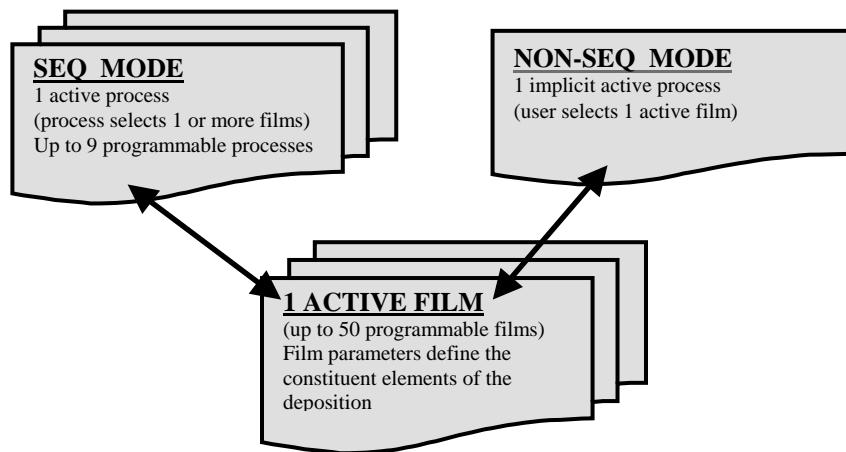 SEQ MODE
1 active process
(process selects 1 or more films)
Up to 9 programmable processes
NON-SEQ MODE
1 implicit active process
(user selects 1 active film)
1 ACTIVE FILM
(up to 50 programmable films)
Film parameters define the
constituent elements of the
deposition